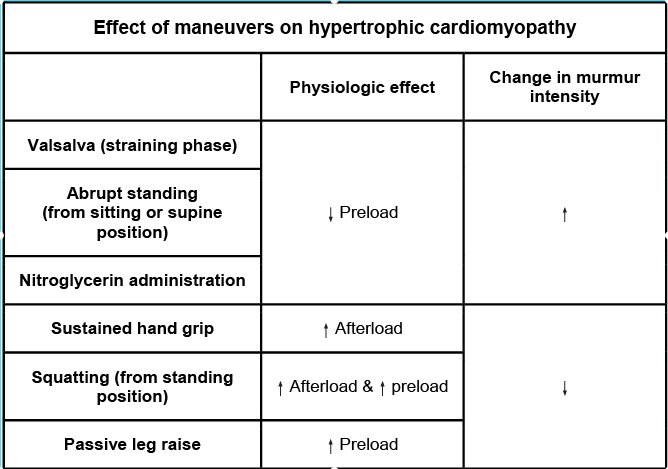 Effect of maneuvers on hypertrophic cardiomyopathy
Physiologic effect
Change in murmur
intensity
Valsalva (straining phase)
Abrupt standing
(from sitting or supine
position)
Nitroglycerin administration
↓ Preload
↑
Sustained hand grip
↑ Afterload
Squatting (from standing
position)
↑ Afterload & ↑ preload
Passive leg raise
↑ Preload
↓